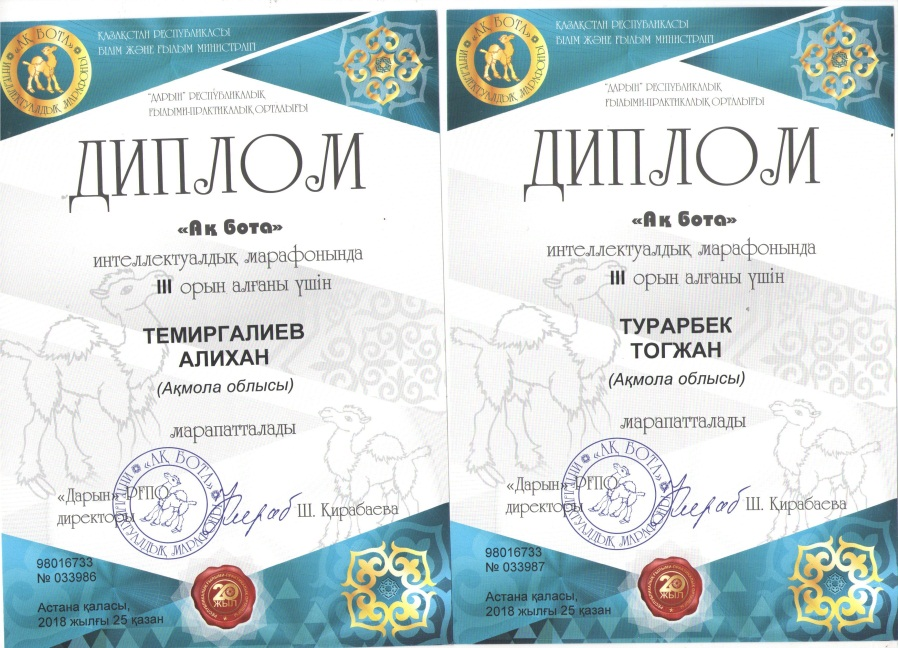 «АҚ БОТА»
ИНТЕЛЛЕКТУАЛДЫҚ МАРАФОНЫ
ҚАЗАҚСТАН РЕСПУБЛИКАСЫ
БІЛІМ ЖӘНЕ ҒЫЛЫМ МИНИСТРЛІГІ
"ДАРЫН" РЕСПУБЛИКАЛЫҚ
ҒЫЛЫМИ-ПРАКТИКАЛЫҚ ОРТАЛЫҒЫ
ДИПЛОМ
«Ақ бота»
интеллектуалдық марафонында
III орын алғаны үшін
ТЕМИРГАЛИЕВ
АЛИХАН
(Ақмола облысы)
марапатталады
«Дарын» РҒПО
директоры
Ш. Қирабаева
«АҚ БОТА»
98016733
№ 033986
20
ЖЫЛ
Астана қаласы,
2018 жылғы 25 қазан
«АҚ БОТА»
ИНТЕЛЛЕКТУАЛДЫҚ МАРАФОНЫ
ҚАЗАҚСТАН РЕСПУБЛИКАСЫ
БІЛІМ ЖӘНЕ ҒЫЛЫМ МИНИСТРЛІГІ
"ДАРЫН" РЕСПУБЛИКАЛЫҚ
ҒЫЛЫМИ-ПРАКТИКАЛЫҚ ОРТАЛЫҒЫ
ДИПЛОМ
«Ақ бота»
интеллектуалдық марафонында
III орын алғаны үшін
ТУРАРБЕК
ТОГЖАН
(Ақмола облысы)
марапатталады
«Дарын» РҒПО
директоры
Ш. Қирабаева
«АҚ БОТА»
98016733
№ 033987
20
ЖЫЛ
Астана қаласы,
2018 жылғы 25 қазан